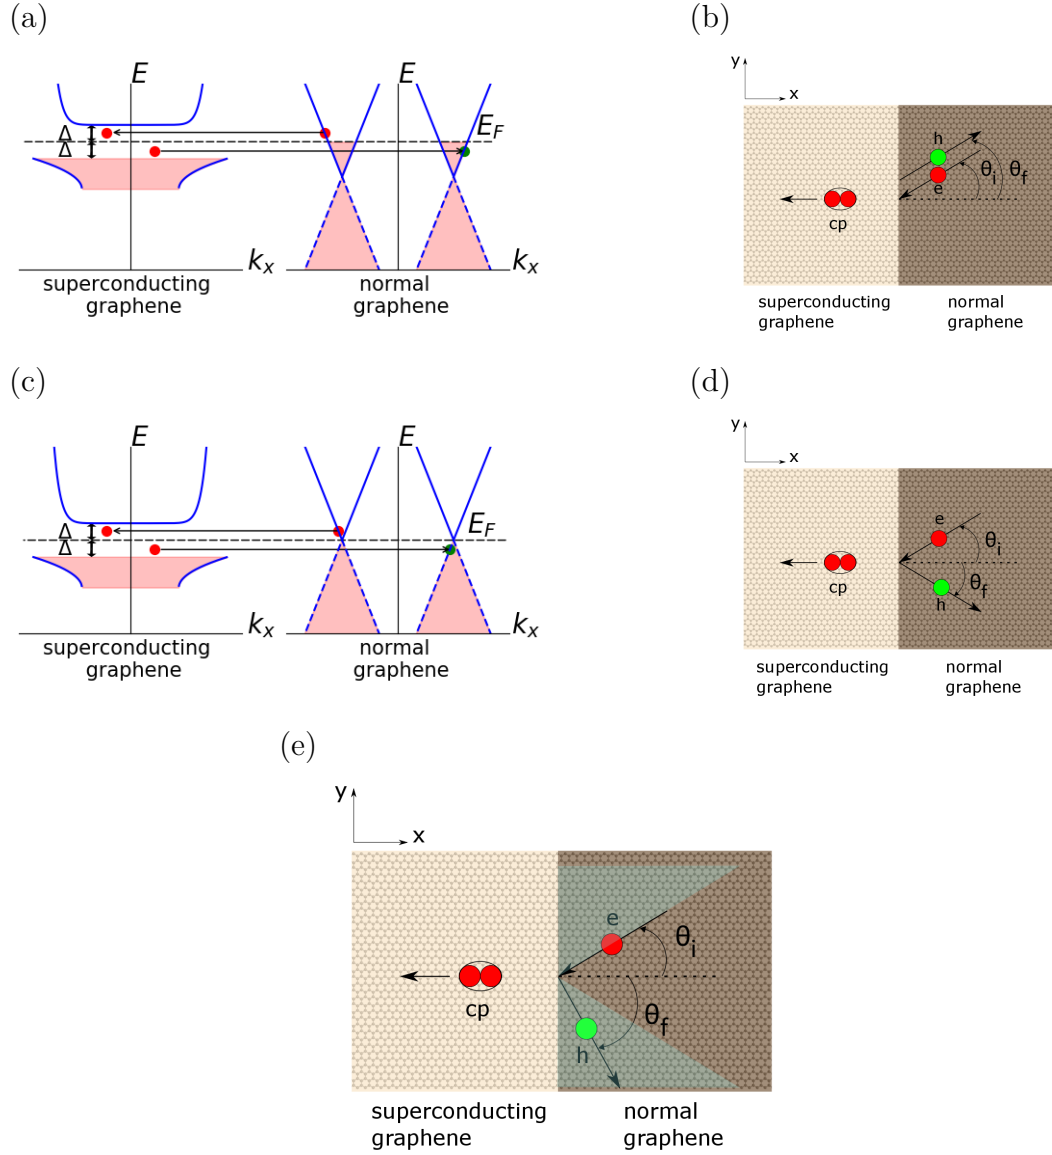 (a)
E
E
Δ
Δ
E_F
k_x
k_x
superconducting
graphene
normal
graphene
(b)
y
x
h
e
θ_i
θ_f
cp
superconducting
graphene
normal
graphene
(c)
E
E
Δ
Δ
E_F
k_x
k_x
superconducting
graphene
normal
graphene
(d)
y
x
e
θ_i
cp
h
θ_f
superconducting
graphene
normal
graphene
(e)
y
x
e
θ_i
cp
θ_f
h
superconducting
graphene
normal
graphene